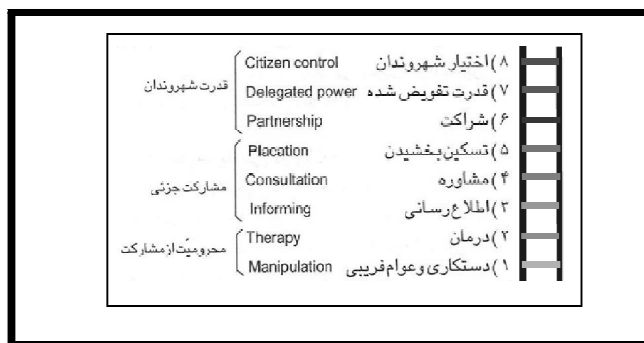 ۸) اختیار شهروندان Citizen control
۷) قدرت تفویض شده Delegated power
۶) شراکت Partnership
قدرت شهروندان
۵) تسکین بخشیدن Placation
۴) مشاوره Consultation
۳) اطلاع رسانی Informing
مشارکت جزئی
۲) درمان Therapy
۱) دستکاری و عوام فریبی Manipulation
محرومیّت از مشارکت